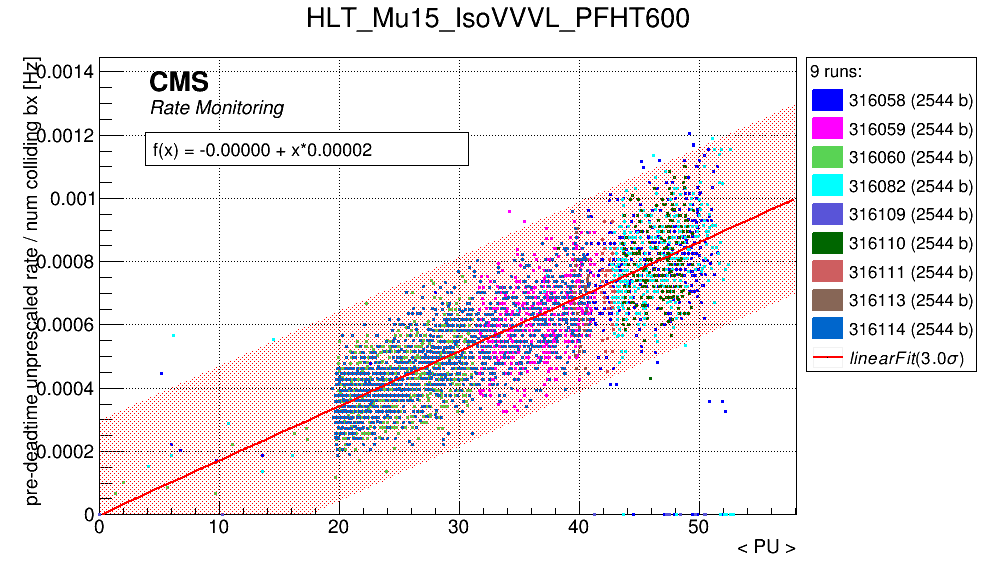 HLT_Mu15_IsoVVVL_PFHT600
pre-deadtime unprescaled rate / num colliding bx [Hz]
0.0014
0.0012
0.001
0.0008
0.0006
0.0004
0.0002
0
CMS
Rate Monitoring
f(x) = -0.00000 + x*0.00002
0 10 20 30 40 50
< PU >
9 runs:
316058 (2544 b)
316059 (2544 b)
316060 (2544 b)
316082 (2544 b)
316109 (2544 b)
316110 (2544 b)
316111 (2544 b)
316113 (2544 b)
316114 (2544 b)
linearFit(3.0σ)